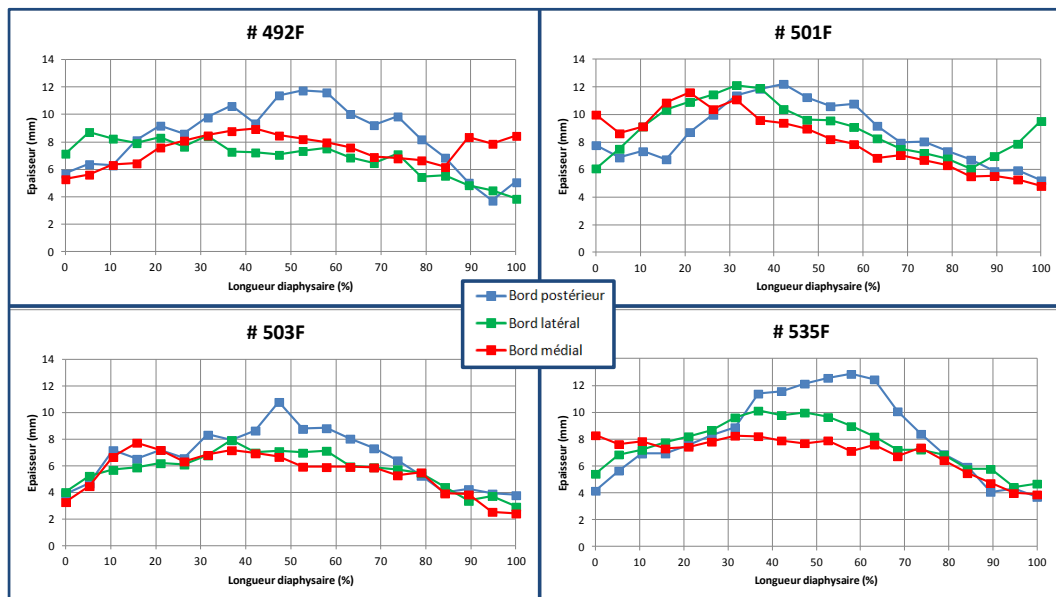 # 492F
14
12
10
8
6
4
2
0
Epaisseur (mm)
0 10 20 30 40 50 60 70 80 90 100
Longueur diaphysaire (%)
# 501F
14
12
10
8
6
4
2
0
Epaisseur (mm)
0 10 20 30 40 50 60 70 80 90 100
Longueur diaphysaire (%)
Bord postérieur
Bord latéral
Bord médial
# 503F
14
12
10
8
6
4
2
0
Epaisseur (mm)
0 10 20 30 40 50 60 70 80 90 100
Longueur diaphysaire (%)
# 535F
14
12
10
8
6
4
2
0
Epaisseur (mm)
0 10 20 30 40 50 60 70 80 90 100
Longueur diaphysaire (%)